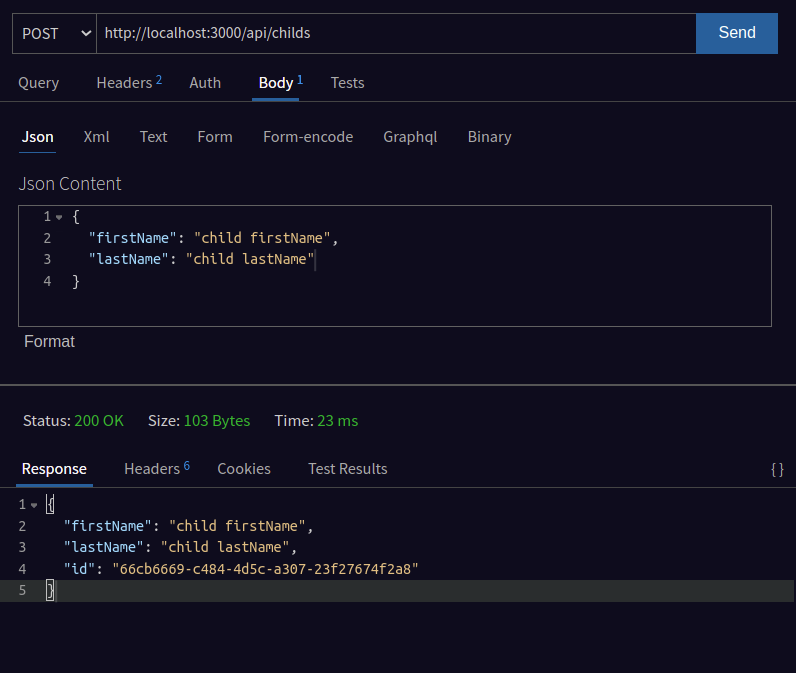 POST http://localhost:3000/api/childs Send
Query Headers 2 Auth Body 1 Tests
Json Xml Text Form Form-encode Graphql Binary
Json Content
1 {
2 "firstName": "child firstName",
3 "lastName": "child lastName"
4 }
Format
Status: 200 OK Size: 103 Bytes Time: 23 ms
Response Headers 6 Cookies Test Results { }
1 {
2 "firstName": "child firstName",
3 "lastName": "child lastName",
4 "id": "66cb6669-c484-4d5c-a307-23f27674f2a8"
5 }